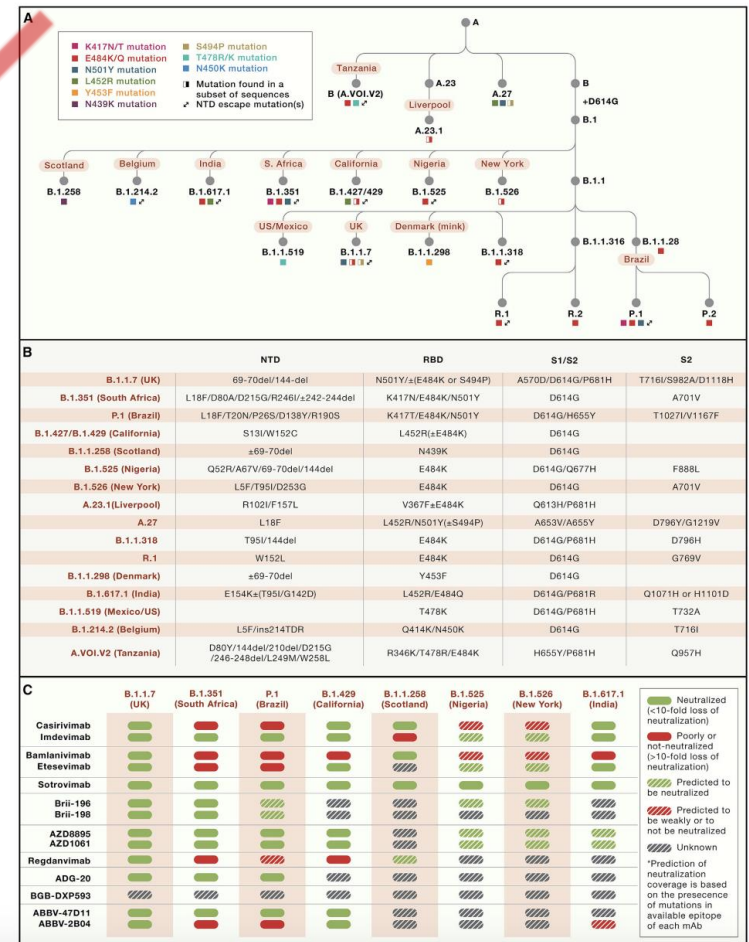 A
A
K417N/T mutation
E484K/Q mutation
N501Y mutation
L452R mutation
Y453F mutation
N439K mutation
S494P mutation
T478R/K mutation
N450K mutation
Mutation found in a
subset of sequences
NTD escape mutation(s)
Tanzania
B (A.VOI.V2)
A.23
Liverpool
A.23.1
A.27
B
+D614G
B.1
Scotland
B.1.258
Belgium
B.1.214.2
India
B.1.617.1
S. Africa
B.1.351
California
B.1.427/429
Nigeria
B.1.525
New York
B.1.526
B.1.1
US/Mexico
B.1.1.519
UK
B.1.1.7
Denmark (mink)
B.1.1.298
B.1.1.318
B.1.1.316
B.1.1.28
Brazil
R.1
R.2
P.1
P.2
B
NTD RBD S1/S2 S2
B.1.1.7 (UK) 69-70del/144-del N501Y/±(E484K or S494P) A570D/D614G/P681H T716I/S982A/D1118H
B.1.351 (South Africa) L18F/D80A/D215G/R246I/±242-244del K417N/E484K/N501Y D614G A701V
P.1 (Brazil) L18F/T20N/P26S/D138Y/R190S K417T/E484K/N501Y D614G/H655Y T1027I/V1167F
B.1.427/B.1.429 (California) S13I/W152C L452R(±E484K) D614G
B.1.1.258 (Scotland) ±69-70del N439K D614G
B.1.525 (Nigeria) Q52R/A67V/69-70del/144del E484K D614G/Q677H F888L
B.1.526 (New York) L5F/T95I/D253G E484K D614G A701V
A.23.1(Liverpool) R102I/F157L V367F±E484K Q613H/P681H
A.27 L18F L452R/N501Y(±S494P) A653V/A655Y D796Y/G1219V
B.1.1.318 T95I/144del E484K D614G/P681H D796H
R.1 W152L E484K D614G G769V
B.1.1.298 (Denmark) ±69-70del Y453F D614G
B.1.617.1 (India) E154K±(T95I/G142D) L452R/E484Q D614G/P681R Q1071H or H1101D
B.1.1.519 (Mexico/US) T478K D614G/P681H T732A
B.1.214.2 (Belgium) L5F/ins214TDR Q414K/N450K D614G T716I
A.VOI.V2 (Tanzania) D80Y/144del/210del/D215G
/246-248del/L249M/W258L R346K/T478R/E484K H655Y/P681H Q957H
C
B.1.1.7 B.1.351 P.1 B.1.429 B.1.1.258 B.1.525 B.1.526 B.1.617.1
(UK) (South Africa) (Brazil) (California) (Scotland) (Nigeria) (New York) (India)
Casirivimab
Imdevimab
Bamlanivimab
Etesevimab
Sotrovimab
Brii-196
Brii-198
AZD8895
AZD1061
Regdanvimab
ADG-20
BGB-DXP593
ABBV-47D11
ABBV-2B04
Neutralized
(<10-fold loss of
neutralization)
Poorly or
not-neutralized
(>10-fold loss of
neutralization)
Predicted to
be neutralized
Predicted to
be weakly or to
not be neutralized
Unknown
*Prediction of
neutralization
coverage is based
on the presecence
of mutations in
available epitope
of each mAb